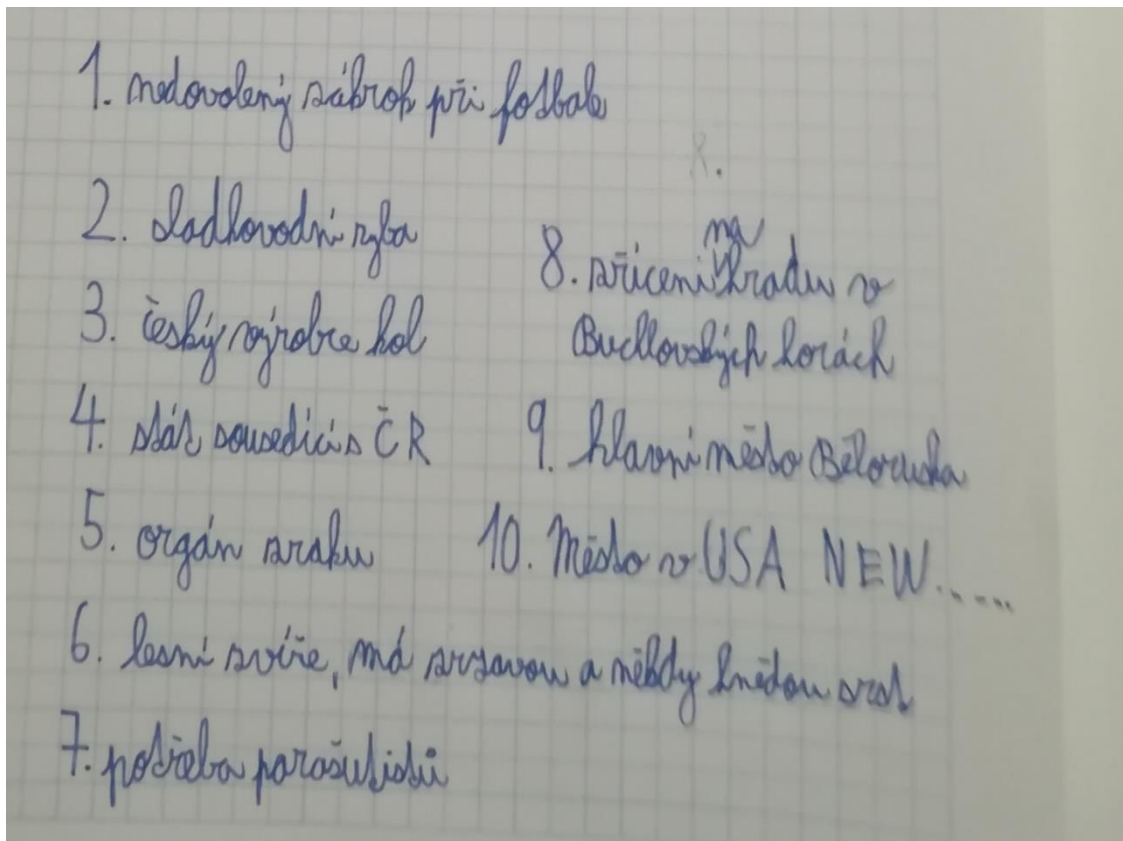 1. nedovolený zákrok při fotbale
2. sladkovodní ryba
3. český výrobce kol
4. stát sousedící s ČR
5. orgán zraku
6. lesní zvíře, má zrzavou a někdy hnědou srst
7. potřeba parašutistů
8.
8. zřícenina hradu v
Buchlovských horách
9. hlavní město Běloruska
10. Město v USA NEW.....